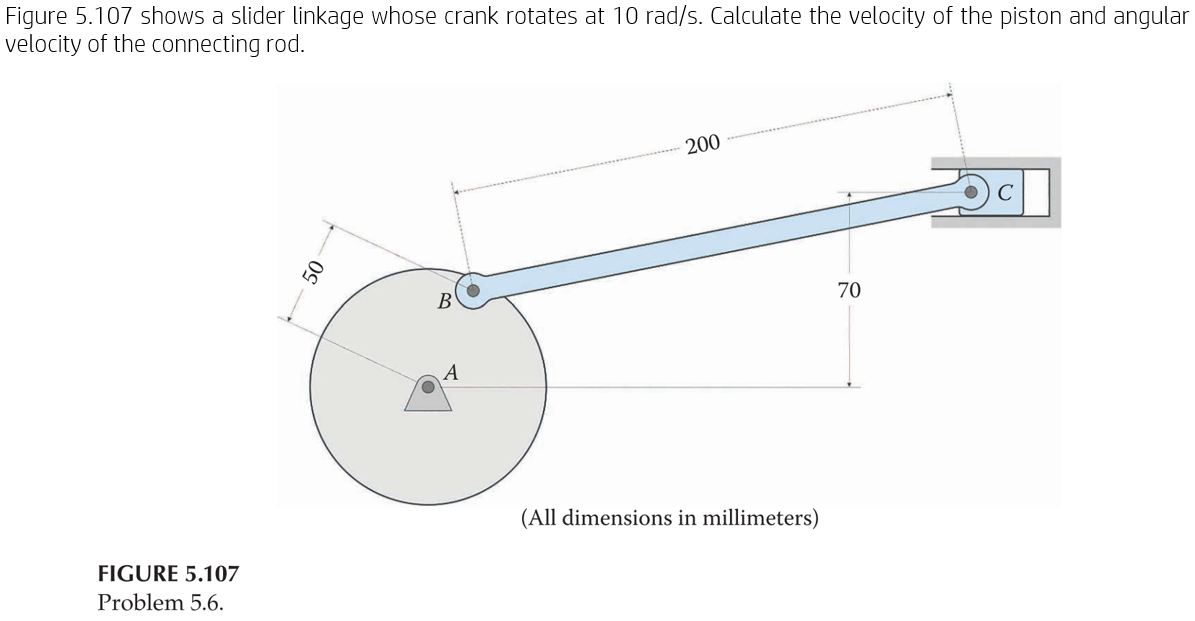 Figure 5.107 shows a slider linkage whose crank rotates at 10 rad/s. Calculate the velocity of the piston and angular
velocity of the connecting rod.
200
C
50
B
70
A
(All dimensions in millimeters)
FIGURE 5.107
Problem 5.6.